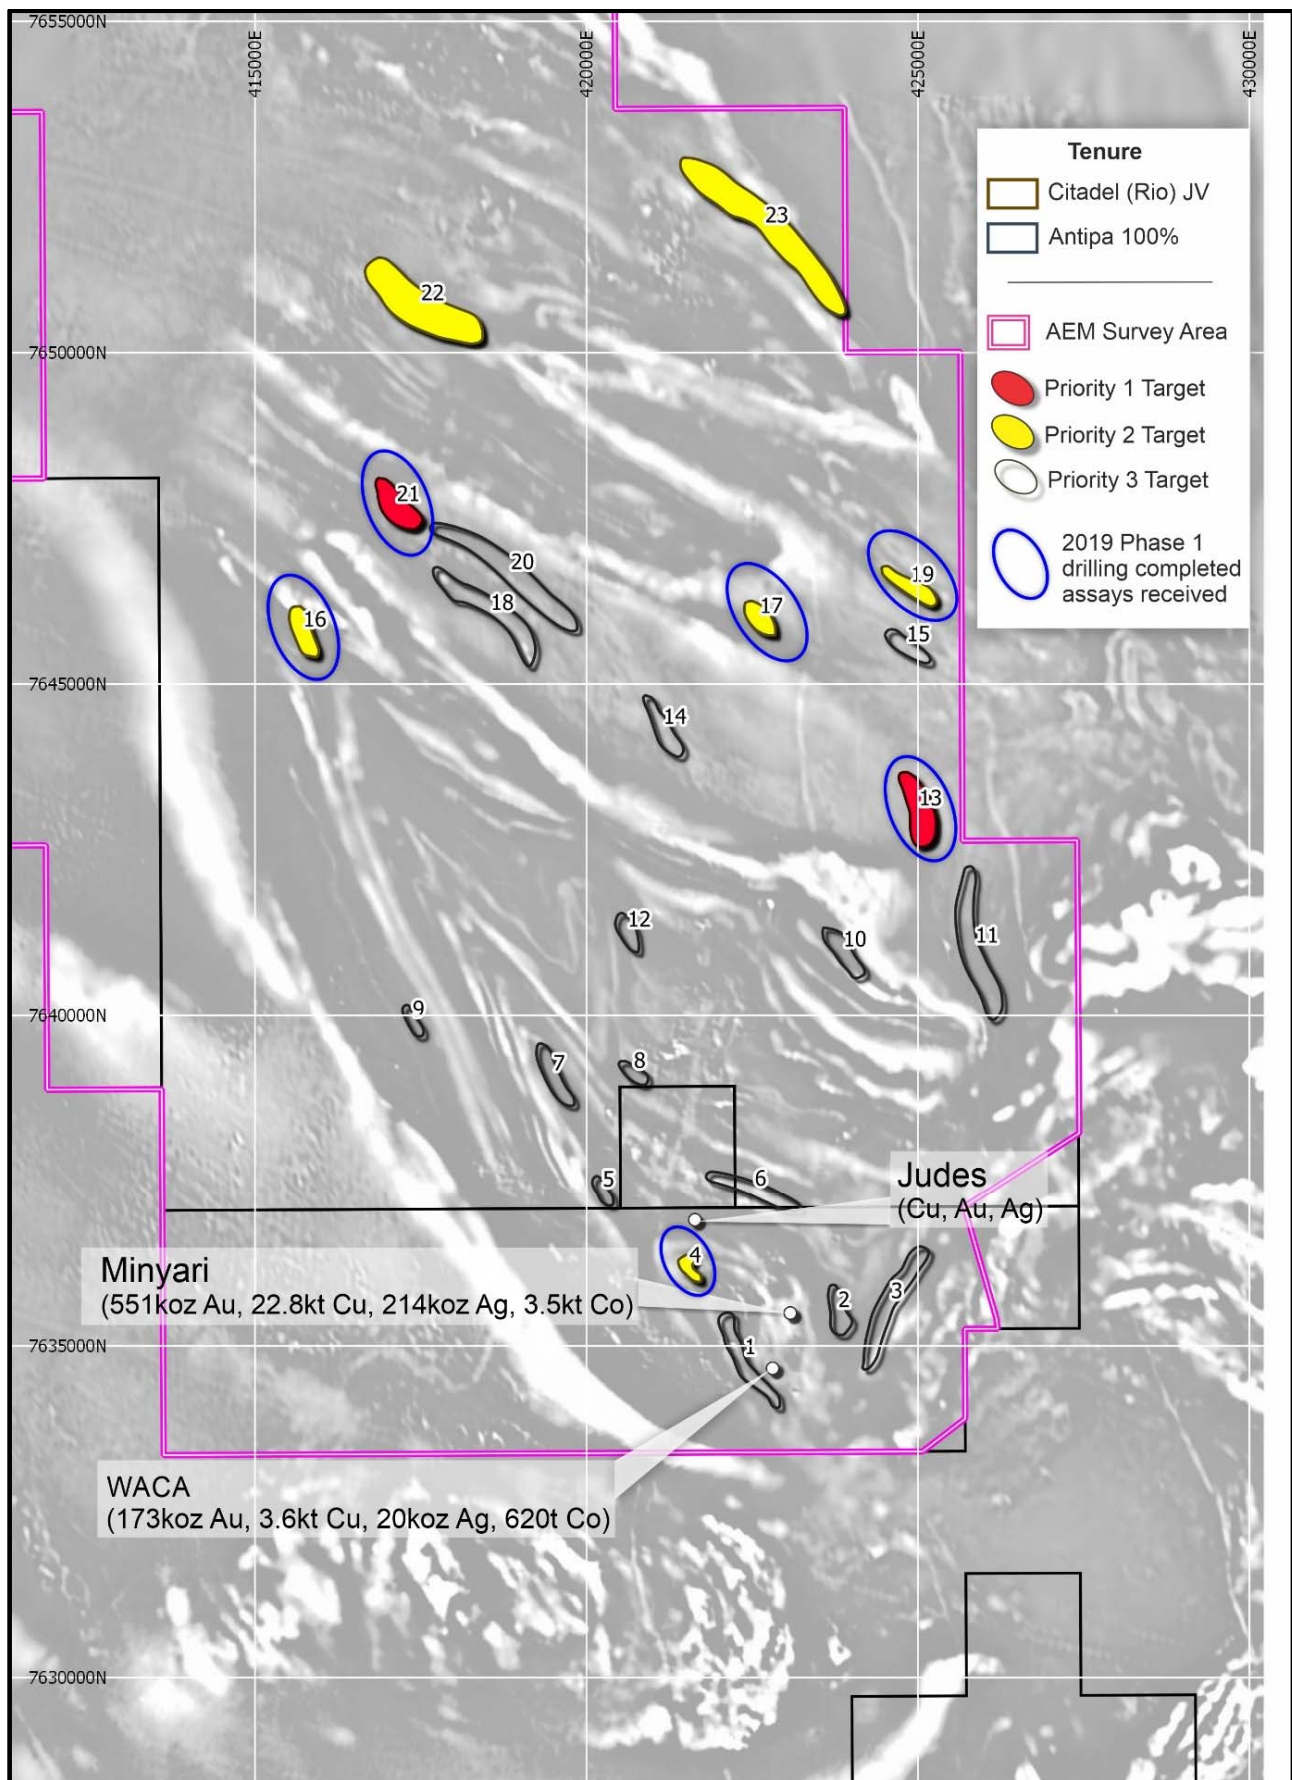 7655000N
415000E
420000E
425000E
430000E
Tenure
Citadel (Rio) JV
Antipa 100%
AEM Survey Area
Priority 1 Target
Priority 2 Target
Priority 3 Target
2019 Phase 1
drilling completed
assays received
23
22
7650000N
21
20
19
18
17
16
15
7645000N
14
13
12
10
11
9
7640000N
8
7
5
6
Judes
(Cu, Au, Ag)
4
Minyari
(551koz Au, 22.8kt Cu, 214koz Ag, 3.5kt Co)
3
2
1
7635000N
WACA
(173koz Au, 3.6kt Cu, 20koz Ag, 620t Co)
7630000N